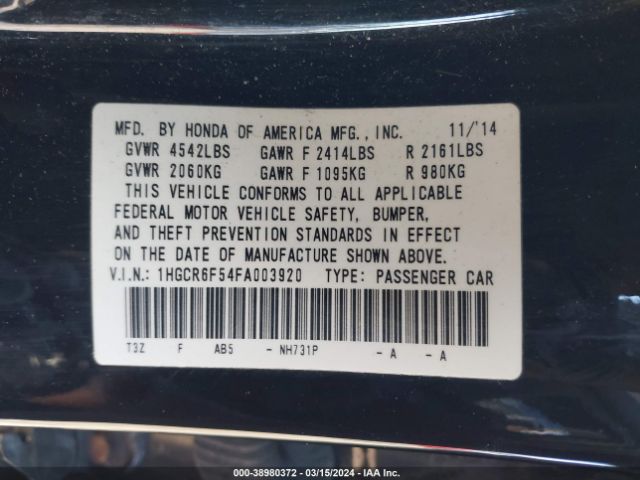 MFD. BY HONDA OF AMERICA MFG., INC. 11/'14
GVWR 4542LBS GAWR F 2414LBS R 2161LBS
GVWR 2060KG GAWR F 1095KG R 980KG
THIS VEHICLE CONFORMS TO ALL APPLICABLE
FEDERAL MOTOR VEHICLE SAFETY, BUMPER,
AND THEFT PREVENTION STANDARDS IN EFFECT
ON THE DATE OF MANUFACTURE SHOWN ABOVE.
V.I.N.: 1HGCR6F54FA003920 TYPE: PASSENGER CAR
T3Z F AB5 - NH731P - A - A
000-38980372 - 03/15/2024 - IAA Inc.